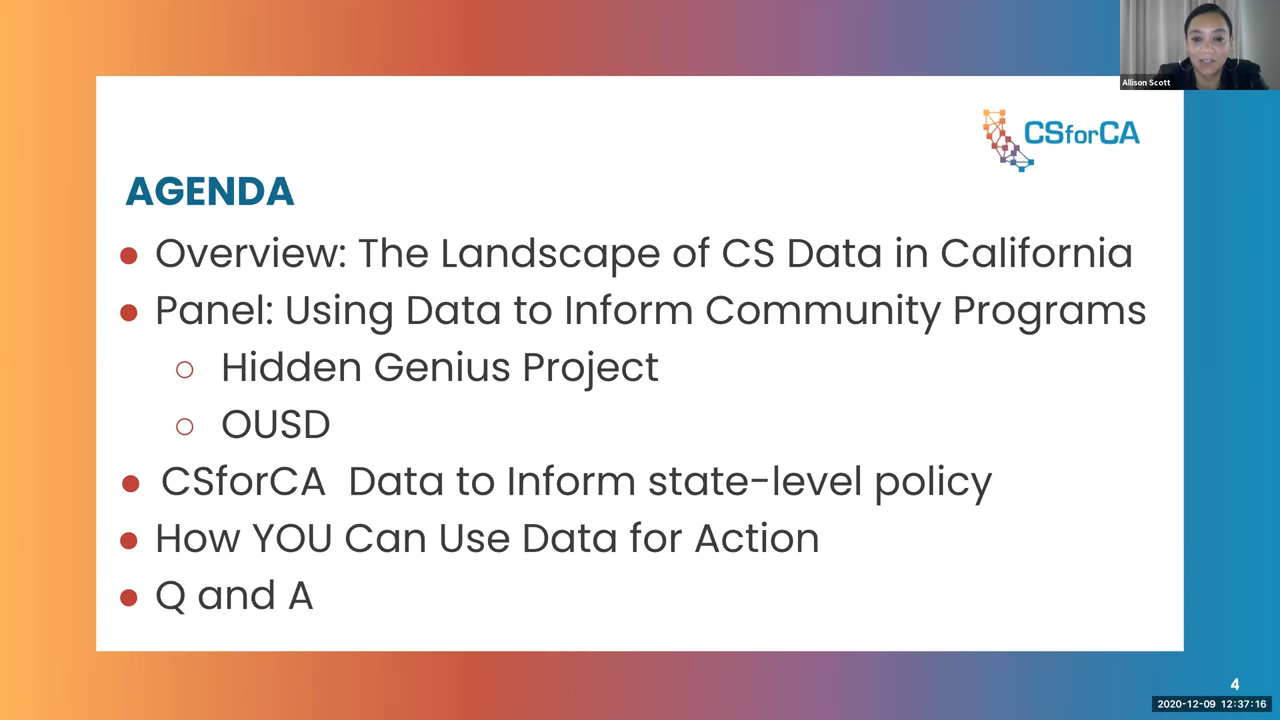 Allison Scott
CSforCA
AGENDA
● Overview: The Landscape of CS Data in California
● Panel: Using Data to Inform Community Programs
○ Hidden Genius Project
○ OUSD
● CSforCA  Data to Inform state-level policy
● How YOU Can Use Data for Action
● Q and A
4
2020-12-09 12:37:16